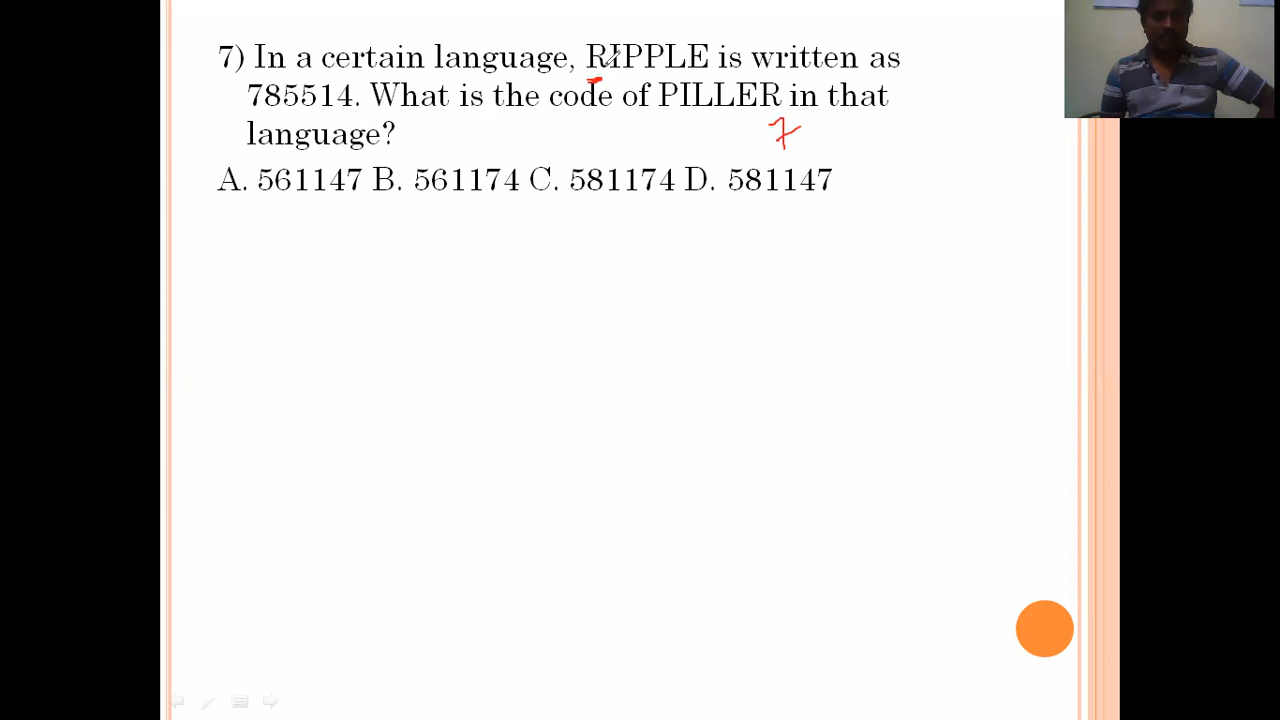 7) In a certain language, RIPPLE is written as
785514. What is the code of PILLER in that
language?
7
A. 561147 B. 561174 C. 581174 D. 581147